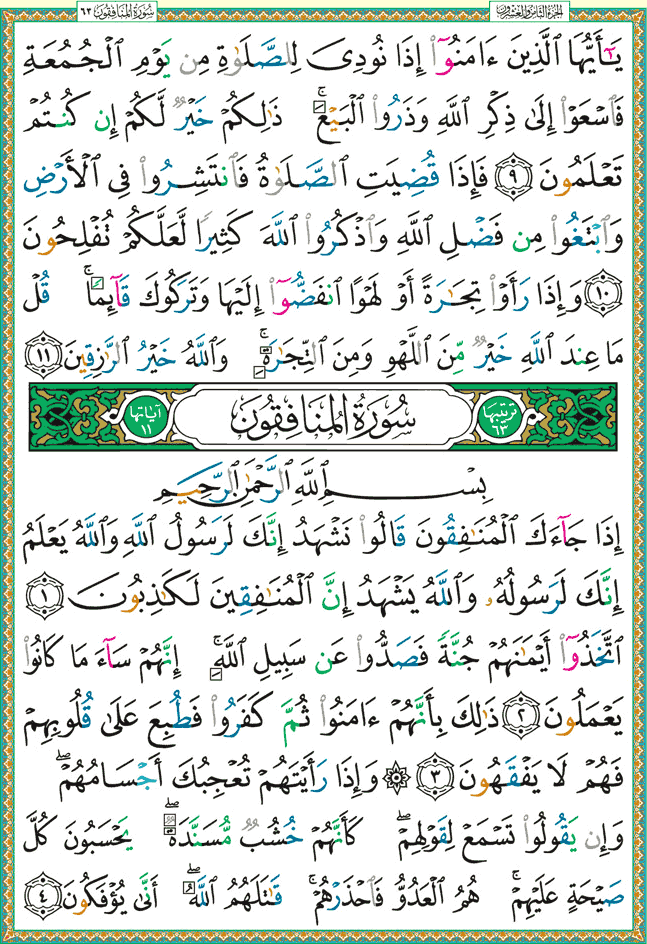 الجزء الثامن والعشرون
سورة المنافقون ٦٣
يَٰٓأَيُّهَا ٱلَّذِينَ ءَامَنُوٓا۟ إِذَا نُودِىَ لِلصَّلَوٰةِ مِن يَوْمِ ٱلْجُمُعَةِ
فَٱسْعَوْا۟ إِلَىٰ ذِكْرِ ٱللَّهِ وَذَرُوا۟ ٱلْبَيْعَ ۚ ذَٰلِكُمْ خَيْرٌ لَّكُمْ إِن كُنتُمْ
تَعْلَمُونَ ٩ فَإِذَا قُضِيَتِ ٱلصَّلَوٰةُ فَٱنتَشِرُوا۟ فِى ٱلْأَرْضِ
وَٱبْتَغُوا۟ مِن فَضْلِ ٱللَّهِ وَٱذْكُرُوا۟ ٱللَّهَ كَثِيرًا لَّعَلَّكُمْ تُفْلِحُونَ
١٠ وَإِذَا رَأَوْا۟ تِجَٰرَةً أَوْ لَهْوًا ٱنفَضُّوٓا۟ إِلَيْهَا وَتَرَكُوكَ قَآئِمًا ۚ قُلْ
مَا عِندَ ٱللَّهِ خَيْرٌ مِّنَ ٱللَّهْوِ وَمِنَ ٱلتِّجَٰرَةِ ۚ وَٱللَّهُ خَيْرُ ٱلرَّٰزِقِينَ ١١
ترتيبها ٦٣ سُورَةُ المُنَافِقُونَ آياتها ١١
بِسْمِ ٱللَّهِ ٱلرَّحْمَٰنِ ٱلرَّحِيمِ
إِذَا جَآءَكَ ٱلْمُنَٰفِقُونَ قَالُوا۟ نَشْهَدُ إِنَّكَ لَرَسُولُ ٱللَّهِ وَٱللَّهُ يَعْلَمُ
إِنَّكَ لَرَسُولُهُۥ وَٱللَّهُ يَشْهَدُ إِنَّ ٱلْمُنَٰفِقِينَ لَكَٰذِبُونَ ١
ٱتَّخَذُوٓا۟ أَيْمَٰنَهُمْ جُنَّةً فَصَدُّوا۟ عَن سَبِيلِ ٱللَّهِ ۚ إِنَّهُمْ سَآءَ مَا كَانُوا۟
يَعْمَلُونَ ٢ ذَٰلِكَ بِأَنَّهُمْ ءَامَنُوا۟ ثُمَّ كَفَرُوا۟ فَطُبِعَ عَلَىٰ قُلُوبِهِمْ
فَهُمْ لَا يَفْقَهُونَ ٣ ۞ وَإِذَا رَأَيْتَهُمْ تُعْجِبُكَ أَجْسَامُهُمْ ۖ
وَإِن يَقُولُوا۟ تَسْمَعْ لِقَوْلِهِمْ ۖ كَأَنَّهُمْ خُشُبٌ مُّسَنَّدَةٌ ۖ يَحْسَبُونَ كُلَّ
صَيْحَةٍ عَلَيْهِمْ ۚ هُمُ ٱلْعَدُوُّ فَٱحْذَرْهُمْ ۚ قَٰتَلَهُمُ ٱللَّهُ ۖ أَنَّىٰ يُؤْفَكُونَ ٤